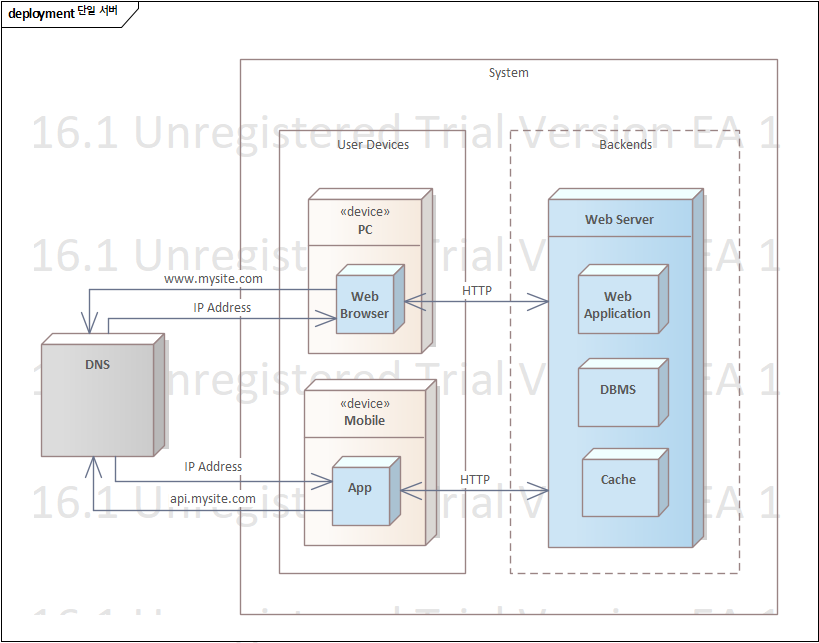 deployment 단일 서버
System
16.1 Unregistered Trial Version EA 1
User Devices
Backends
«device»
PC
Web Server
16.1 Unregistered Trial Version EA 1
www.mysite.com
Web
Browser
HTTP
Web
Application
IP Address
DNS
16.1 Unregistered Trial Version EA 1
DBMS
«device»
Mobile
IP Address
App
HTTP
Cache
api.mysite.com
16.1 Unregistered Trial Version EA 1